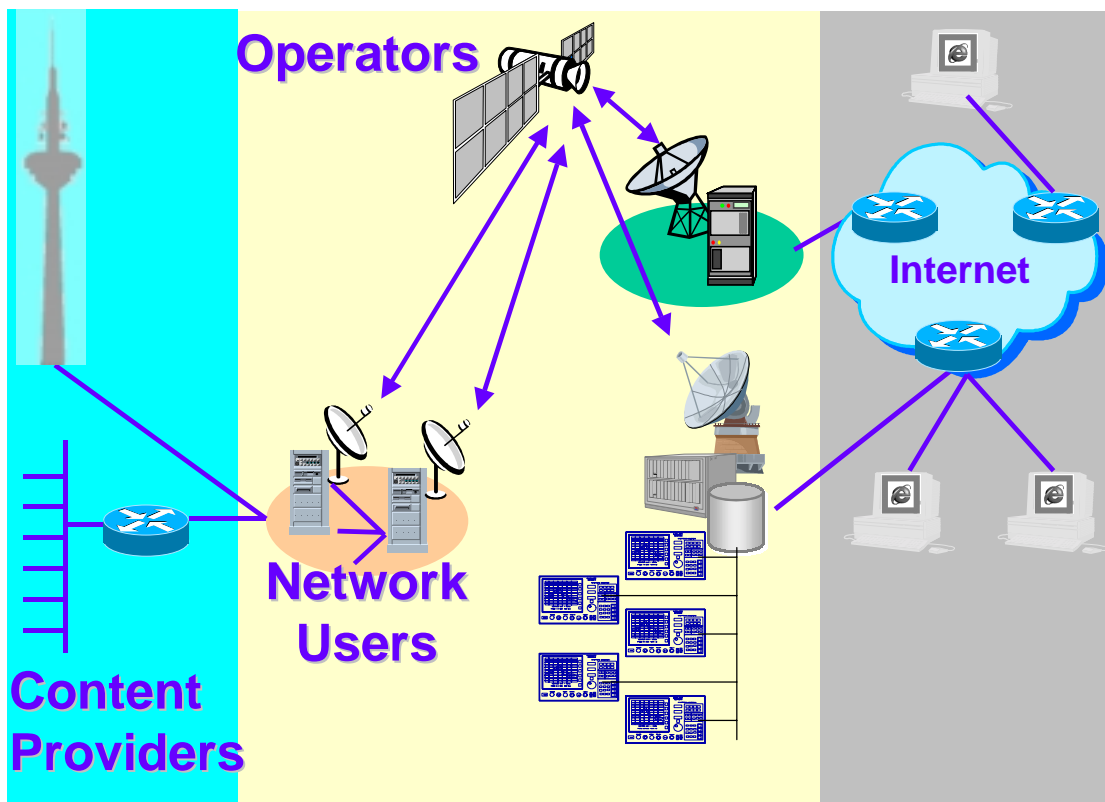 Operators
Internet
Network
Users
Content
Providers